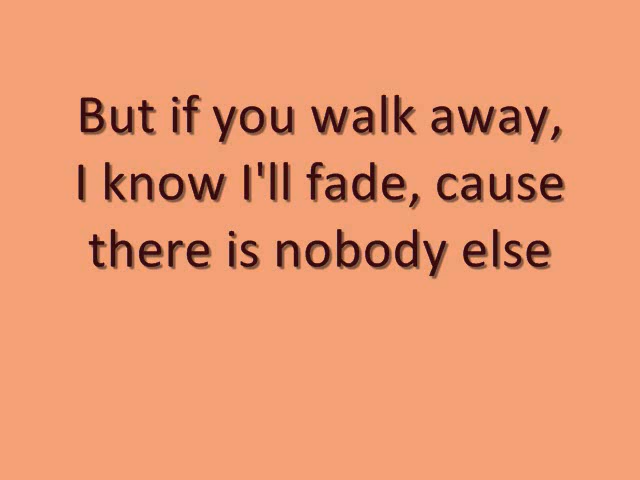 But if you walk away,
I know I'll fade, cause
there is nobody else